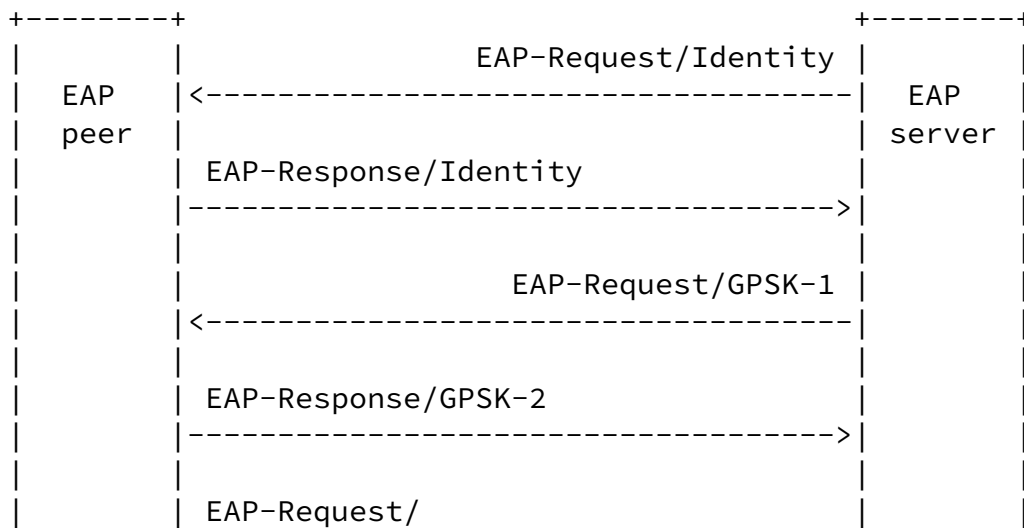 EAP-Request/Identity
EAP EAP
peer server
EAP-Response/Identity
EAP-Request/GPSK-1
EAP-Response/GPSK-2
EAP-Request/